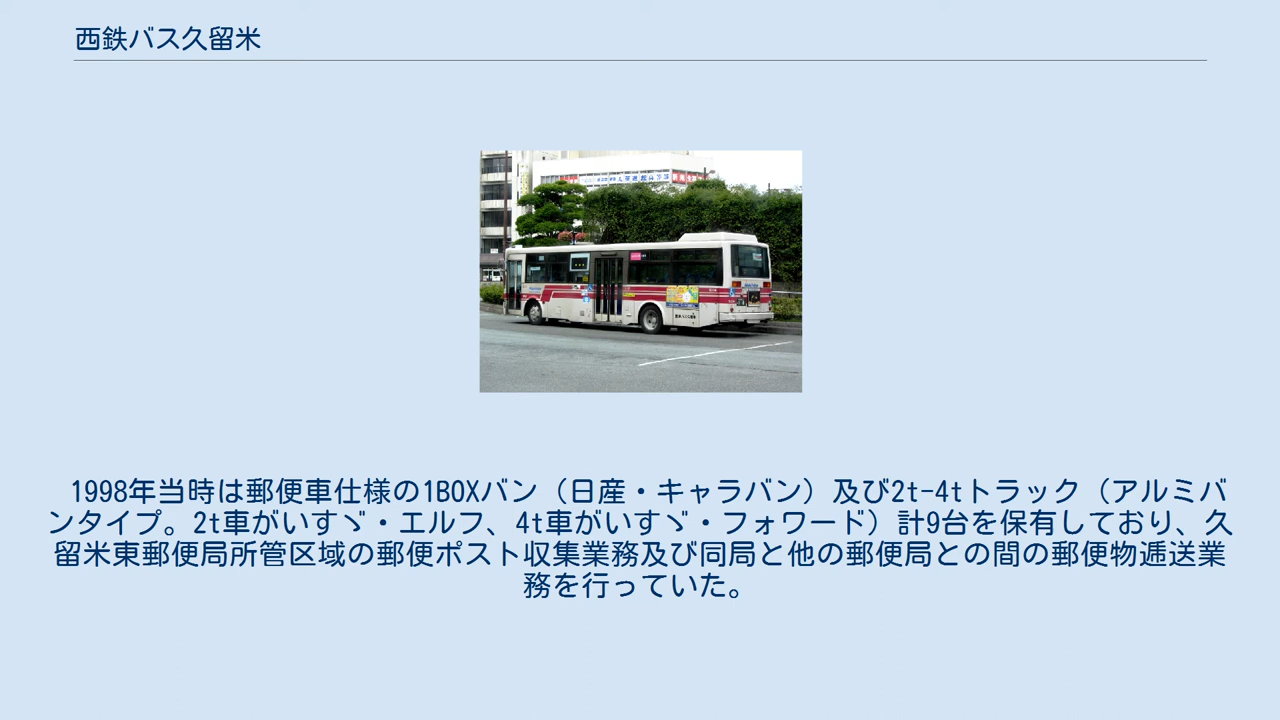 西鉄バス久留米
1998年当時は郵便車仕様の1BOXバン（日産・キャラバン）及び2t-4tトラック（アルミバ
ンタイプ。2t車がいすゞ・エルフ、4t車がいすゞ・フォワード）計9台を保有しており、久
留米東郵便局所管区域の郵便ポスト収集業務及び同局と他の郵便局との間の郵便物逓送業
務を行っていた。